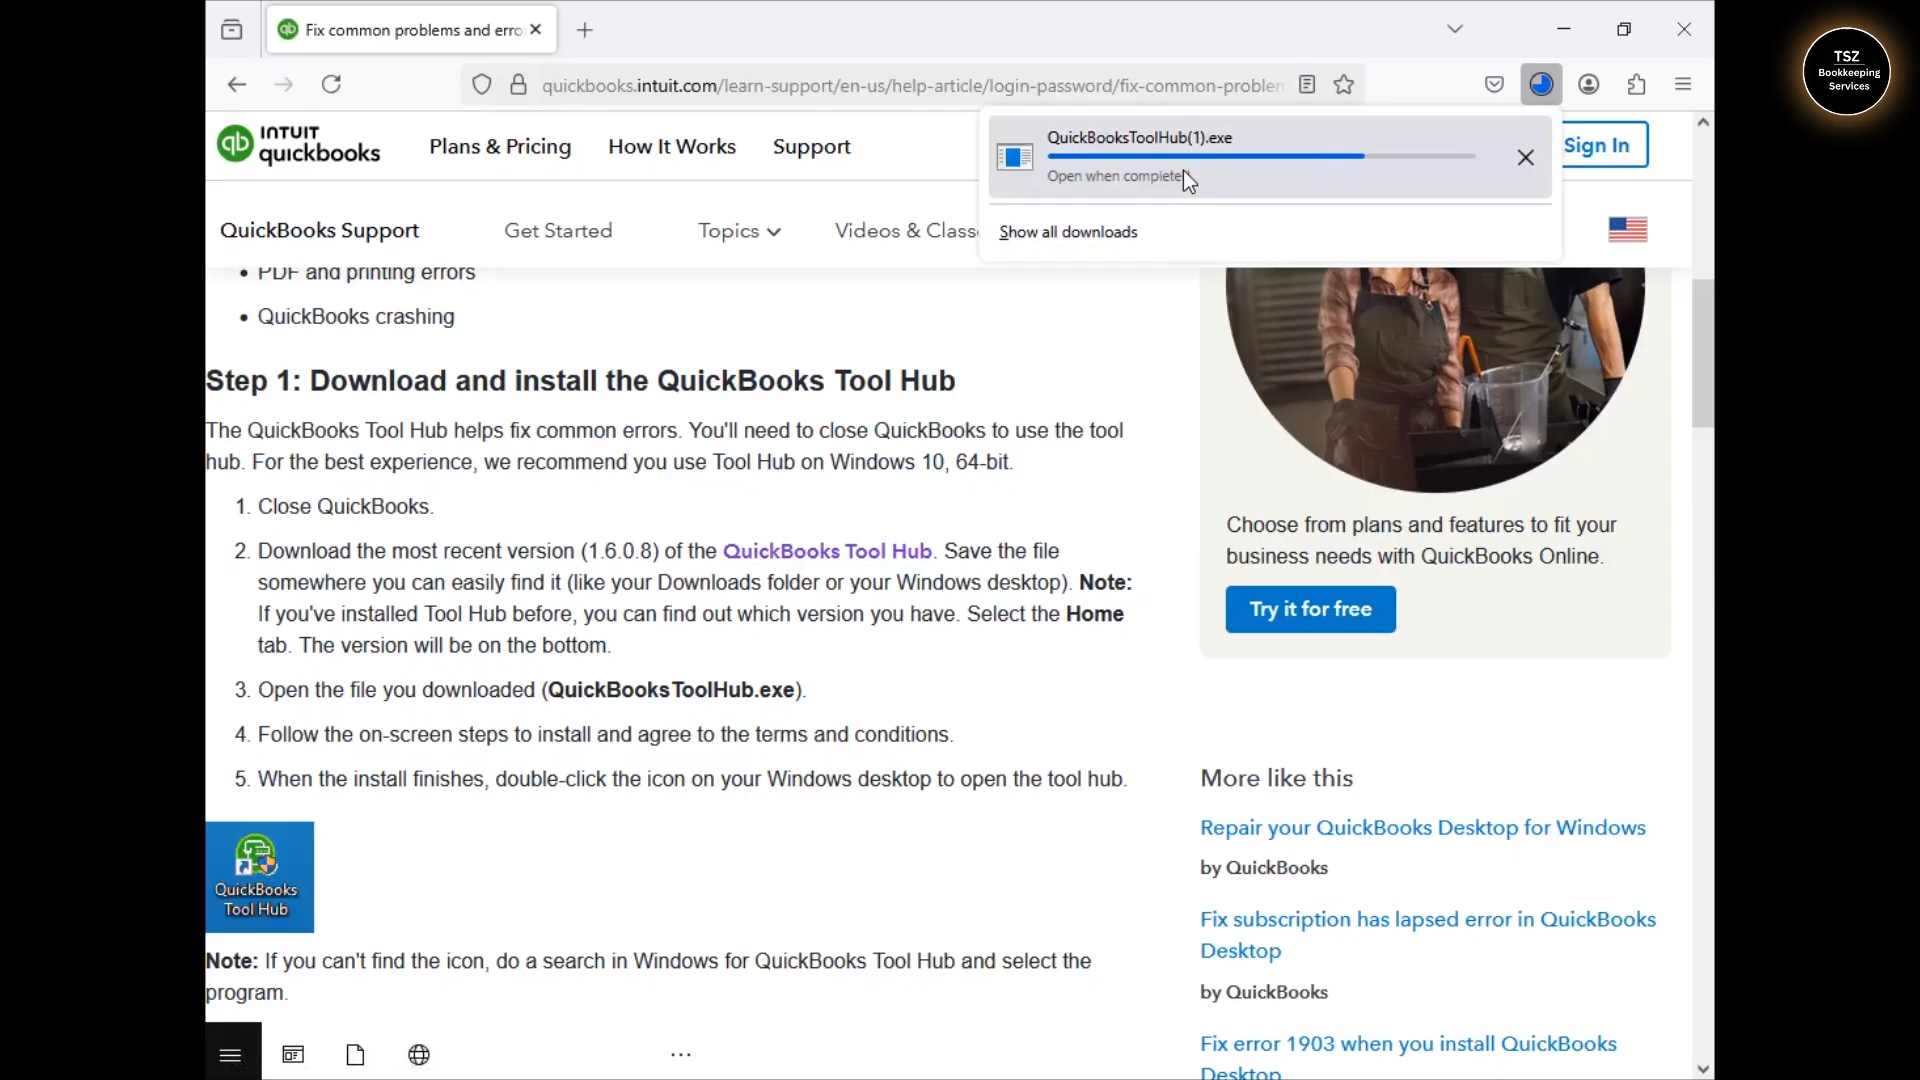 Fix common problems and erro
TSZ
Bookkeeping
Services
quickbooks.intuit.com/learn-support/en-us/help-article/login-password/fix-common-problem
QuickBooksToolHub(1).exe
Open when completed
Show all downloads
INTUIT
quickbooks
Plans & Pricing
How It Works
Support
Sign In
QuickBooks Support
Get Started
Topics
Videos & Class
• PDF and printing errors
• QuickBooks crashing
Step 1: Download and install the QuickBooks Tool Hub
The QuickBooks Tool Hub helps fix common errors. You'll need to close QuickBooks to use the tool
hub. For the best experience, we recommend you use Tool Hub on Windows 10, 64-bit.
1. Close QuickBooks.
2. Download the most recent version (1.6.0.8) of the QuickBooks Tool Hub. Save the file
somewhere you can easily find it (like your Downloads folder or your Windows desktop). Note:
If you've installed Tool Hub before, you can find out which version you have. Select the Home
tab. The version will be on the bottom.
3. Open the file you downloaded (QuickBooksToolHub.exe).
4. Follow the on-screen steps to install and agree to the terms and conditions.
5. When the install finishes, double-click the icon on your Windows desktop to open the tool hub.
QuickBooks
Tool Hub
Note: If you can't find the icon, do a search in Windows for QuickBooks Tool Hub and select the
program.
Choose from plans and features to fit your
business needs with QuickBooks Online.
Try it for free
More like this
Repair your QuickBooks Desktop for Windows
by QuickBooks
Fix subscription has lapsed error in QuickBooks
Desktop
by QuickBooks
Fix error 1903 when you install QuickBooks
Desktop